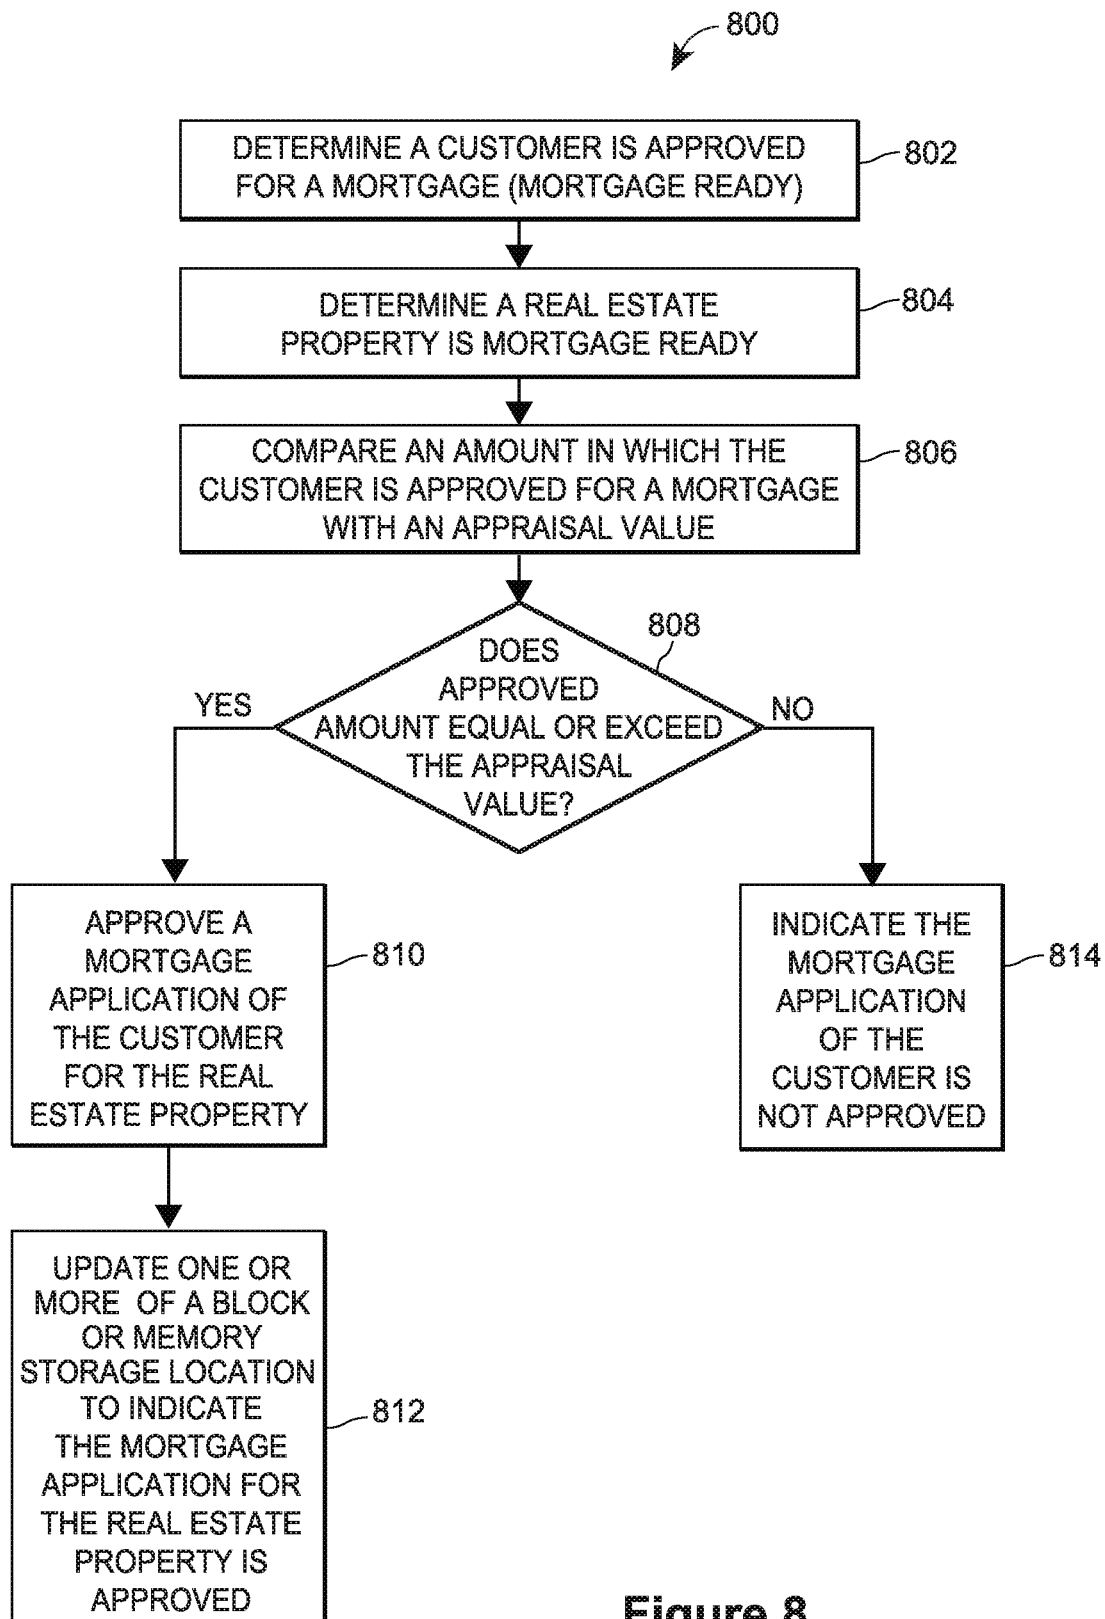 800
DETERMINE A CUSTOMER IS APPROVED
FOR A MORTGAGE (MORTGAGE READY)
802
DETERMINE A REAL ESTATE
PROPERTY IS MORTGAGE READY
804
COMPARE AN AMOUNT IN WHICH THE
CUSTOMER IS APPROVED FOR A MORTGAGE
WITH AN APPRAISAL VALUE
806
DOES
APPROVED
AMOUNT EQUAL OR EXCEED
THE APPRAISAL
VALUE?
808
YES
NO
APPROVE A
MORTGAGE
APPLICATION OF
THE CUSTOMER
FOR THE REAL
ESTATE PROPERTY
810
INDICATE THE
MORTGAGE
APPLICATION
OF THE
CUSTOMER IS
NOT APPROVED
814
UPDATE ONE OR
MORE OF A BLOCK
OR MEMORY
STORAGE LOCATION
TO INDICATE
THE MORTGAGE
APPLICATION FOR
THE REAL ESTATE
PROPERTY IS
APPROVED
812
Figure 8